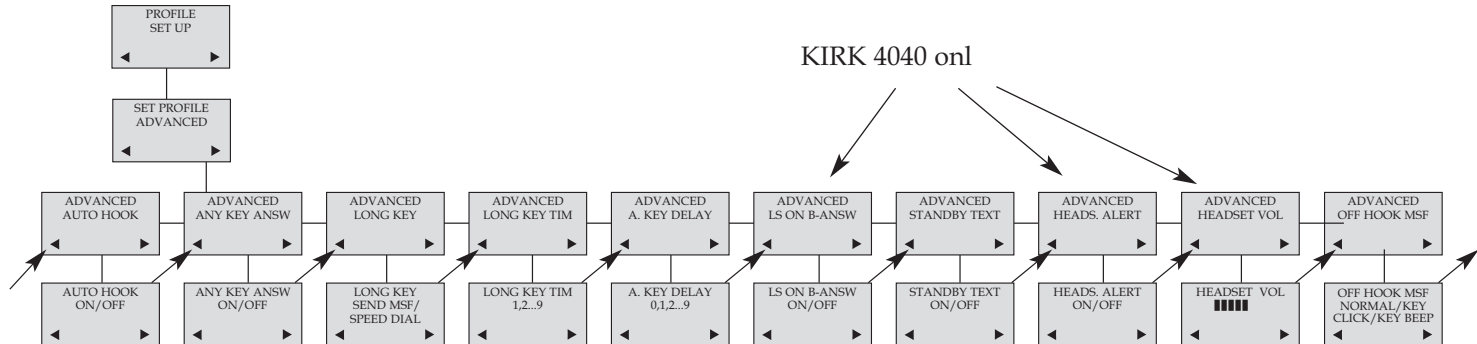 PROFILE
SET UP
KIRK 4040 onl
SET PROFILE
ADVANCED
ADVANCED
AUTO HOOK
ADVANCED
ANY KEY ANSW
ADVANCED
LONG KEY
ADVANCED
LONG KEY TIM
ADVANCED
A. KEY DELAY
ADVANCED
LS ON B-ANSW
ADVANCED
STANDBY TEXT
ADVANCED
HEADS. ALERT
ADVANCED
HEADSET VOL
ADVANCED
OFF HOOK MSF
AUTO HOOK
ON/OFF
ANY KEY ANSW
ON/OFF
LONG KEY
SEND MSF/
SPEED DIAL
LONG KEY TIM
1,2...9
A. KEY DELAY
0,1,2...9
LS ON B-ANSW
ON/OFF
STANDBY TEXT
ON/OFF
HEADS. ALERT
ON/OFF
HEADSET VOL
OFF HOOK MSF
NORMAL/KEY
CLICK/KEY BEEP